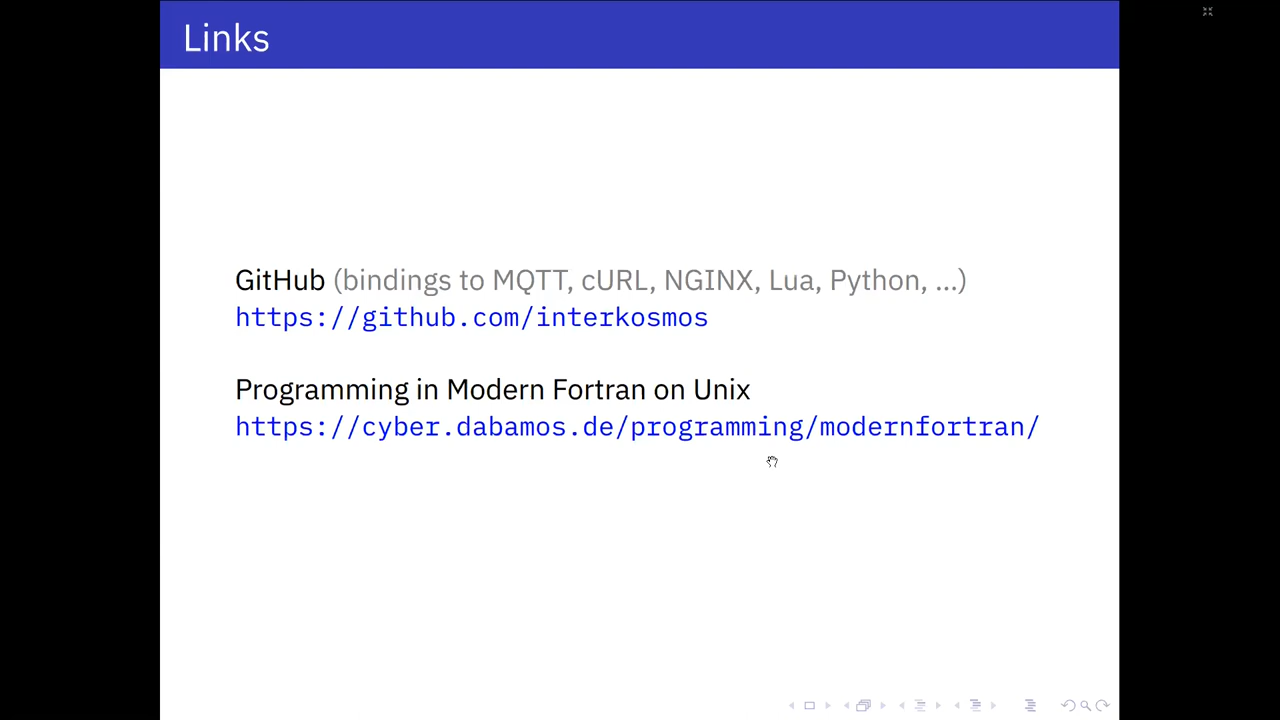 Links
GitHub (bindings to MQTT, cURL, NGINX, Lua, Python, ...)
https://github.com/interkosmos
Programming in Modern Fortran on Unix
https://cyber.dabamos.de/programming/modernfortran/